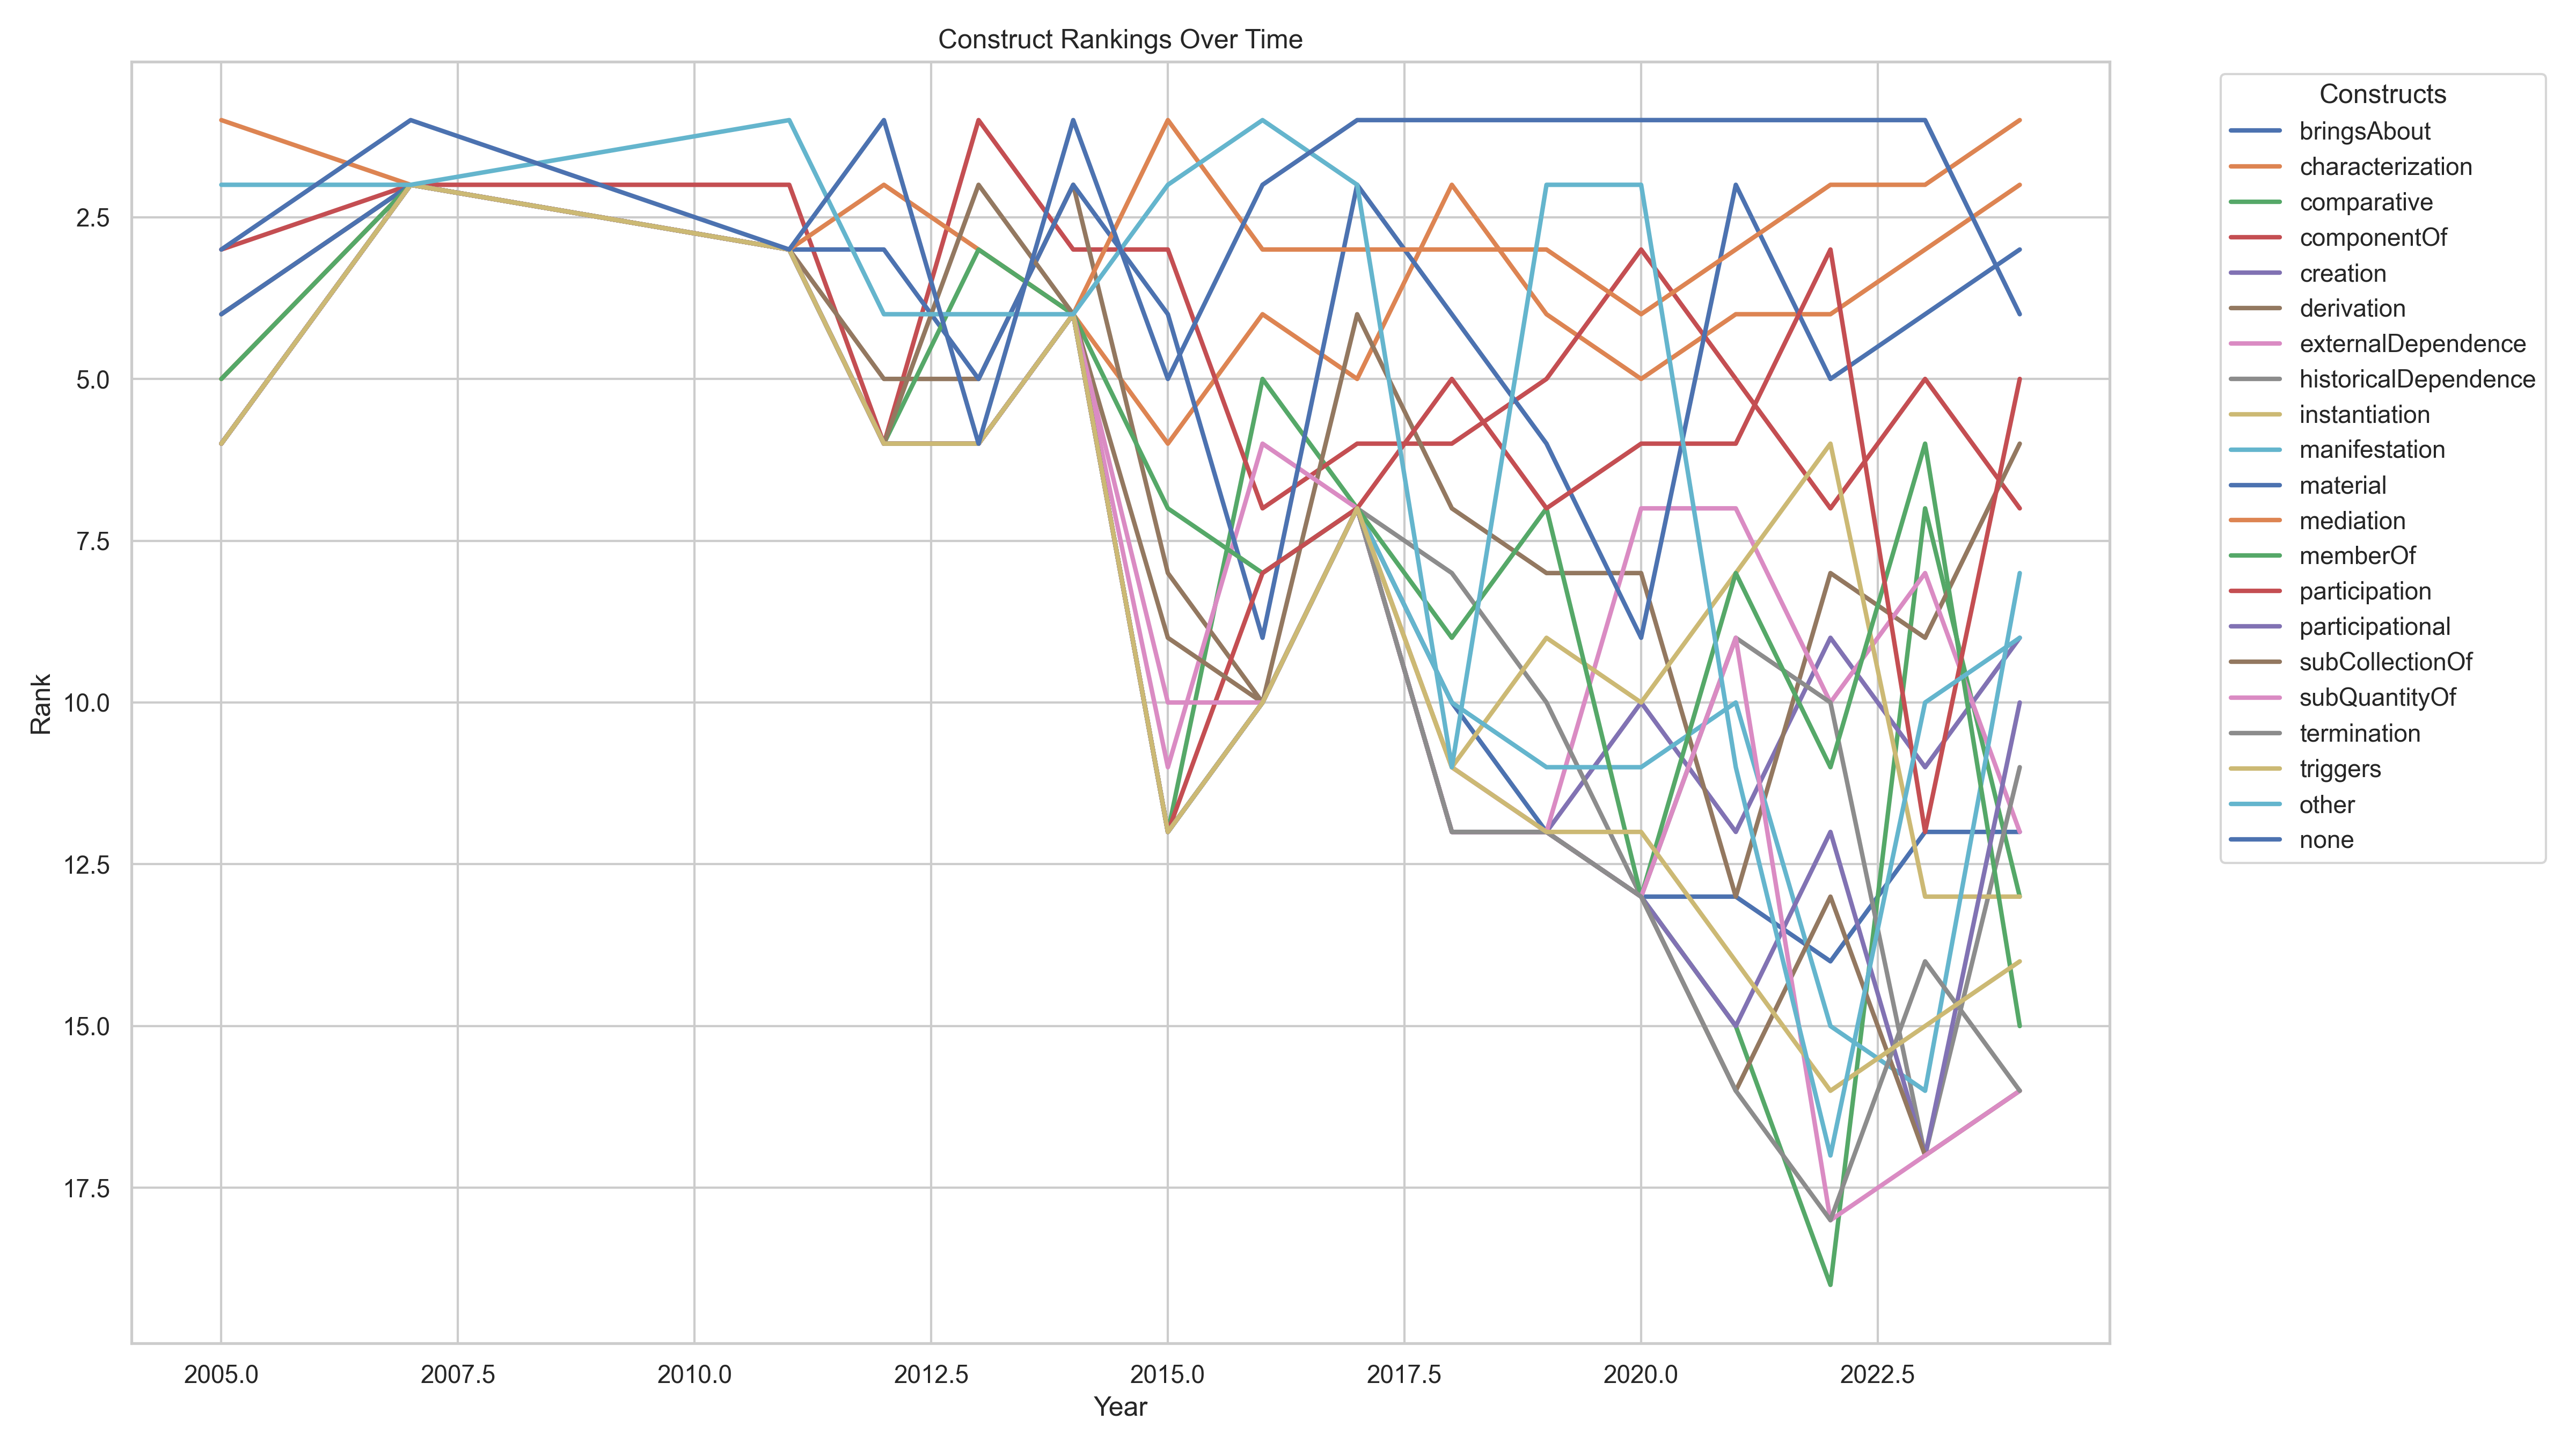 Construct Rankings Over Time
Rank
2.5
5.0
7.5
10.0
12.5
15.0
17.5
2005.0 2007.5 2010.0 2012.5 2015.0 2017.5 2020.0 2022.5
Year
Constructs
bringsAbout
characterization
comparative
componentOf
creation
derivation
externalDependence
historicalDependence
instantiation
manifestation
material
mediation
memberOf
participation
participational
subCollectionOf
subQuantityOf
termination
triggers
other
none